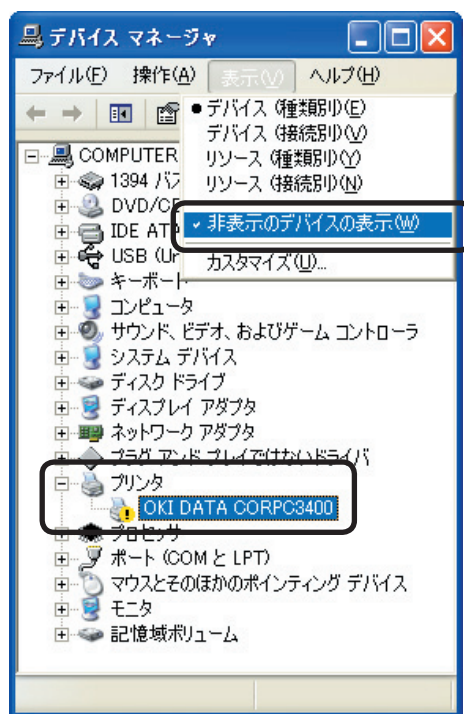 デバイス マネージャ
ファイル(F) 操作(A) 表示(V) ヘルプ(H)
デバイス (種類別)(E)
デバイス (接続別)(V)
リソース (種類別)(Y)
リソース (接続別)(N)
非表示のデバイスの表示(W)
カスタマイズ(U)...
COMPUTER
1394 バス
DVD/CD
IDE ATA
USB (Un
キーボード
コンピュータ
サウンド、ビデオ、およびゲーム コントローラ
システム デバイス
ディスク ドライブ
ディスプレイ アダプタ
ネットワーク アダプタ
プラグ アンド プレイではないドライバ
プリンタ
OKI DATA CORPC3400
プロセッサ
ポート (COM と LPT)
マウスとそのほかのポインティング デバイス
モニタ
記憶域ボリューム